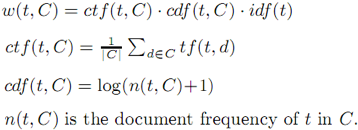 w(t, C) = ctf(t, C) · cdf(t, C) · idf(t)
ctf(t, C) = 1/|C| ∑d∈C tf(t, d)
cdf(t, C) = log(n(t, C)+1)
n(t, C) is the document frequency of t in C.